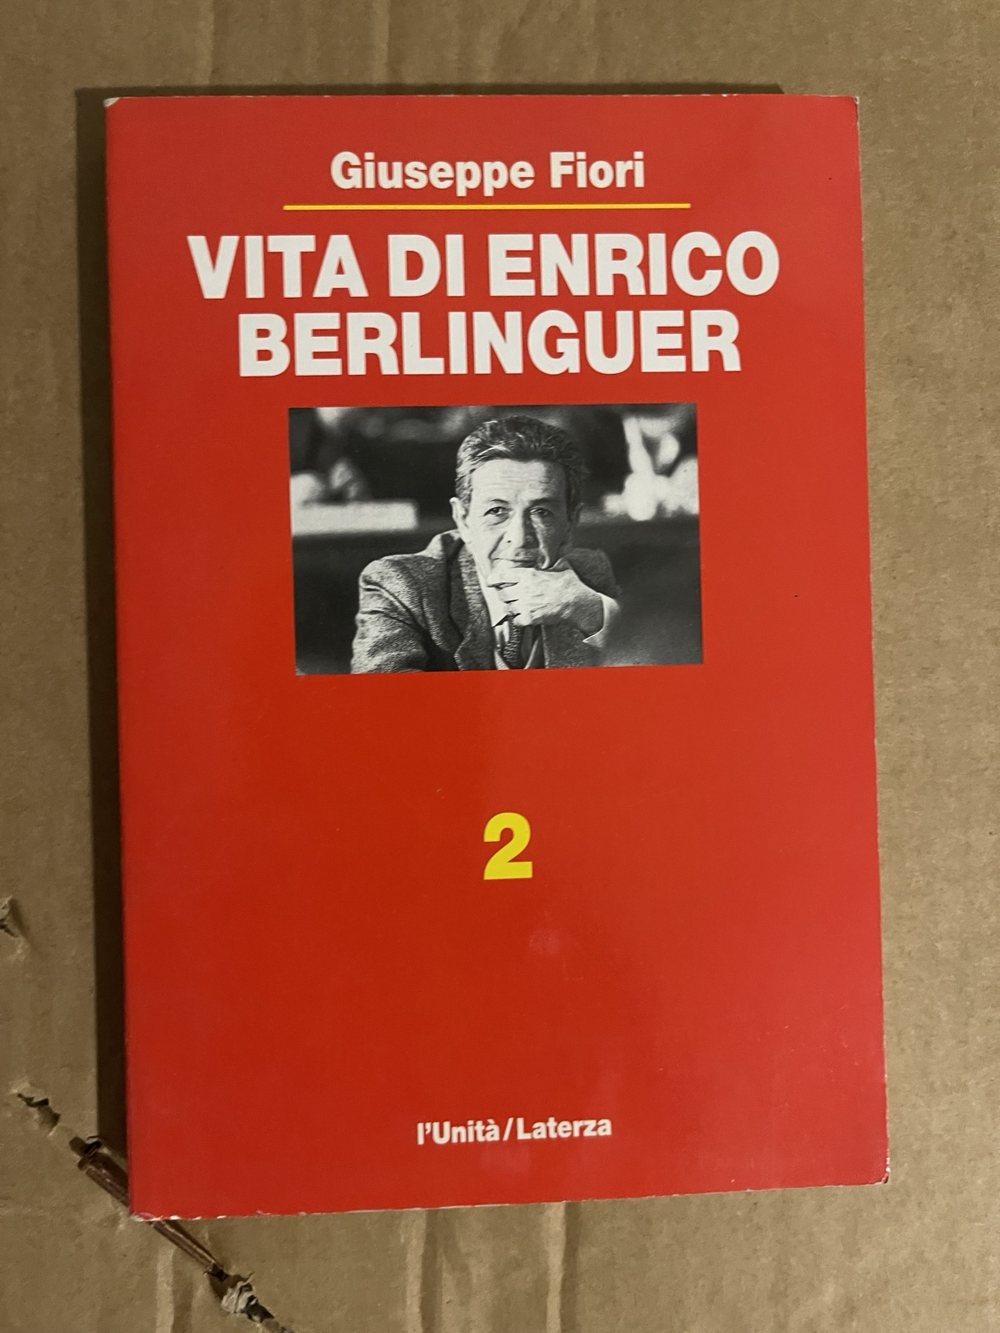 Giuseppe Fiori
VITA DI ENRICO
BERLINGUER
2
l'Unità/Laterza